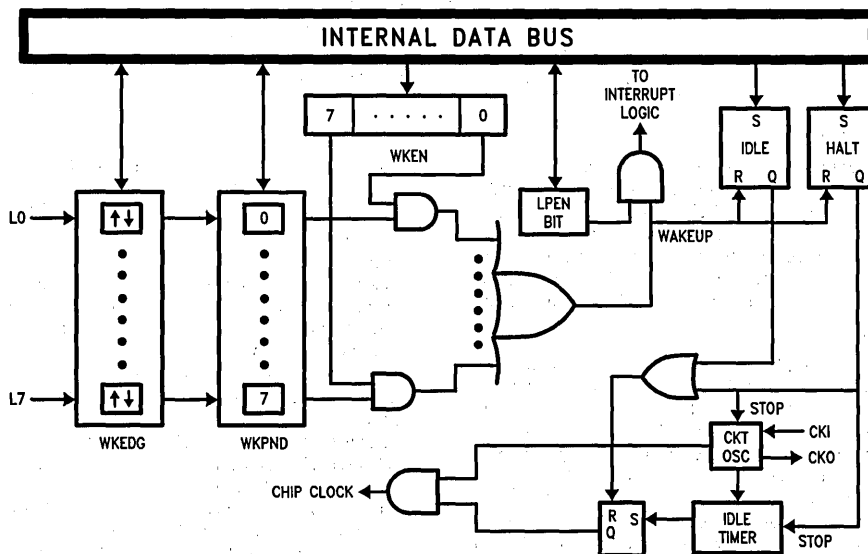 INTERNAL DATA BUS
TO
INTERRUPT
LOGIC
7 . . . . . 0
WKEN
S
IDLE
R Q
S
HALT
R Q
LPEN
BIT
WAKEUP
L0
↑↓
0
L7
↑↓
7
WKEDG
WKPND
STOP
CKT
OSC
CKI
CKO
CHIP CLOCK
R S
Q
IDLE
TIMER
STOP